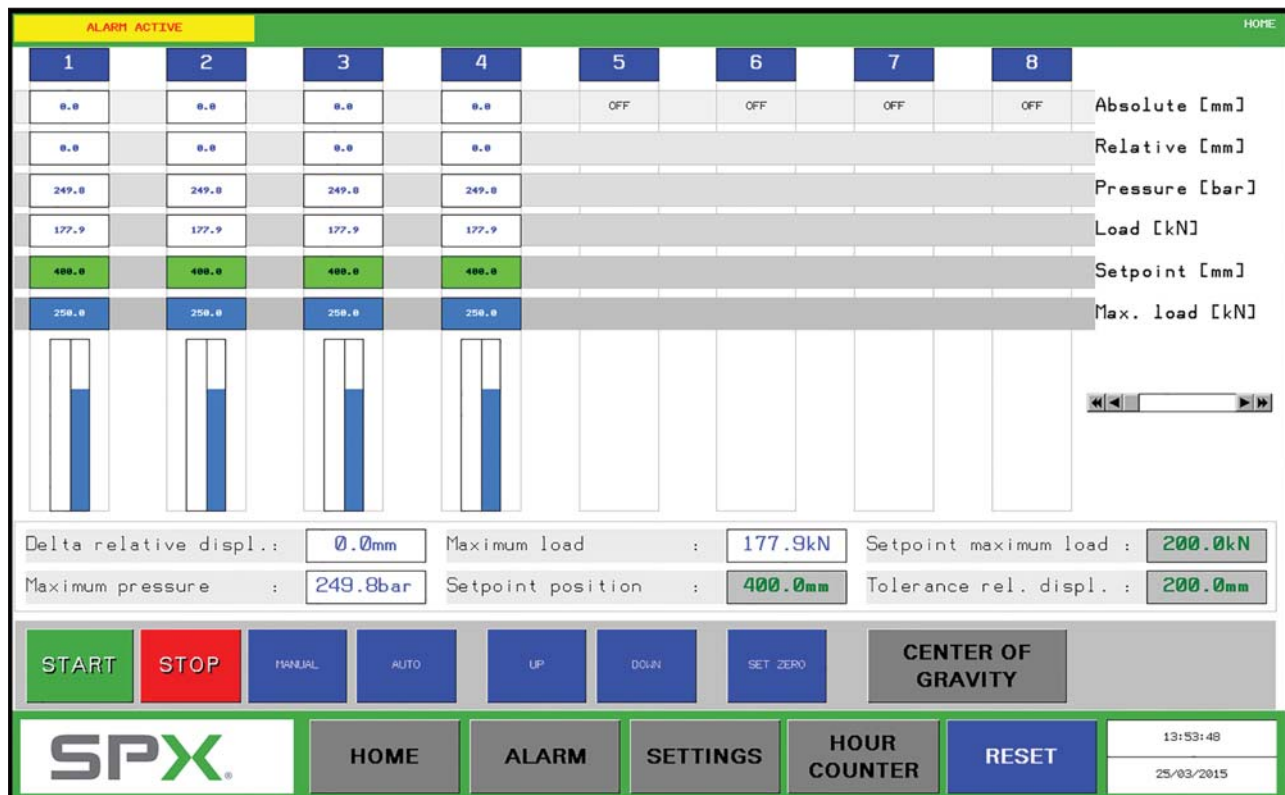 ALARM ACTIVE HOME
1 2 3 4 5 6 7 8
0.0 0.0 0.0 0.0 OFF OFF OFF OFF Absolute [mm]
0.0 0.0 0.0 0.0 Relative [mm]
249.8 249.8 249.8 249.8 Pressure [bar]
177.9 177.9 177.9 177.9 Load [kN]
400.0 400.0 400.0 400.0 Setpoint [mm]
250.0 250.0 250.0 250.0 Max. load [kN]
Delta relative displ.: 0.0mm Maximum load : 177.9kN Setpoint maximum load : 200.0kN
Maximum pressure : 249.8bar Setpoint position : 400.0mm Tolerance rel. displ. : 200.0mm
START STOP MANUAL AUTO UP DOWN SET ZERO CENTER OF
GRAVITY
SPX® HOME ALARM SETTINGS HOUR
COUNTER RESET 13:53:48
25/03/2015